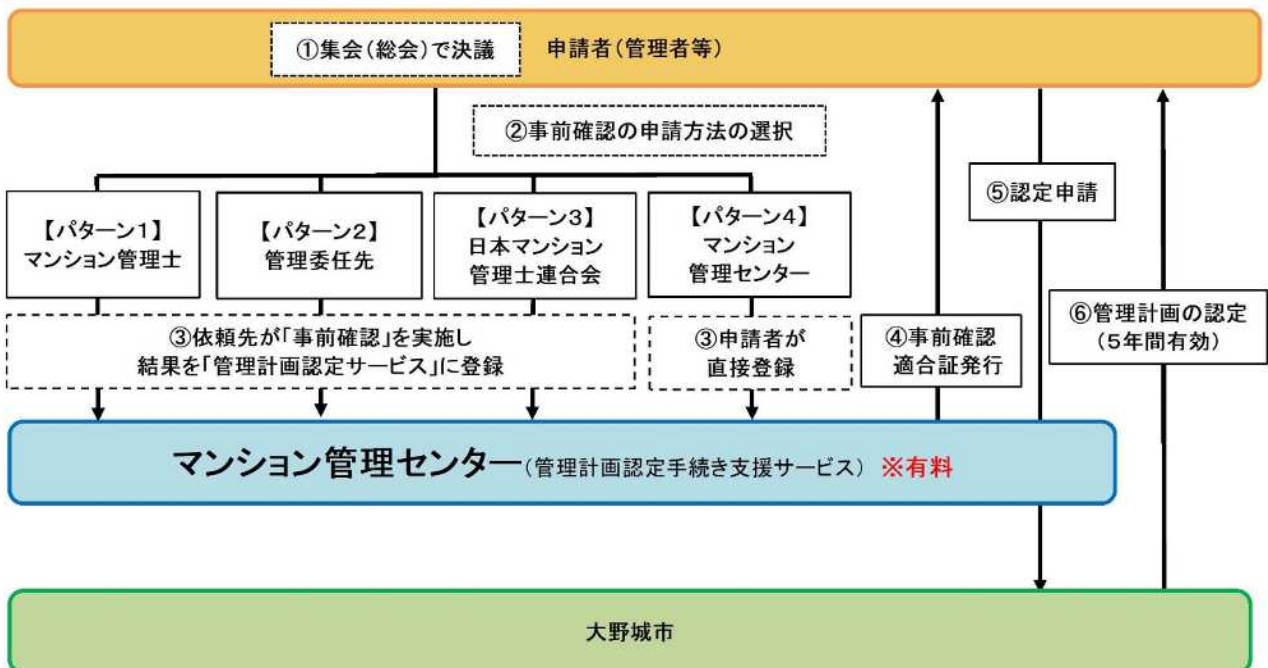 ①集会(総会)で決議
申請者(管理者等)
②事前確認の申請方法の選択
【パターン1】
マンション管理士
【パターン2】
管理委任先
【パターン3】
日本マンション
管理士連合会
【パターン4】
マンション
管理センター
⑤認定申請
③依頼先が「事前確認」を実施し
結果を「管理計画認定サービス」に登録
③申請者が
直接登録
④事前確認
適合証発行
⑥管理計画の認定
(5年間有効)
マンション管理センター(管理計画認定手続き支援サービス) ※有料
大野城市